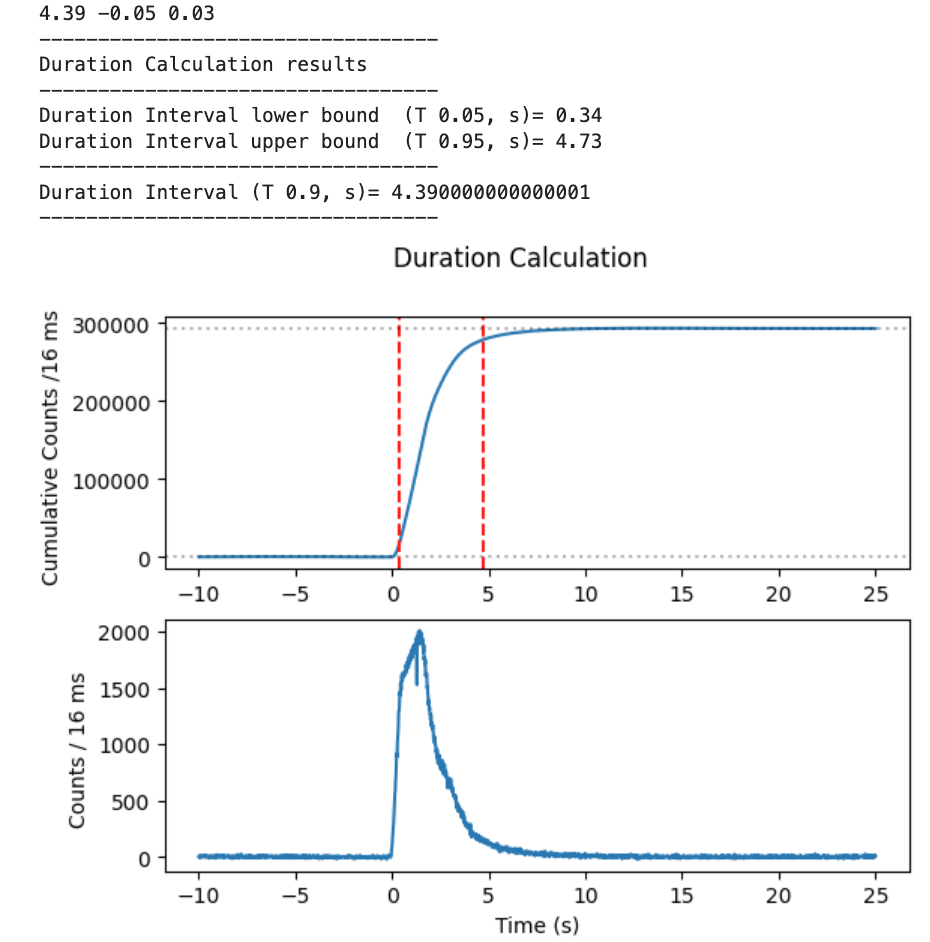 4.39 -0.05 0.03
----------------------------------
Duration Calculation results
----------------------------------
Duration Interval lower bound  (T 0.05, s)= 0.34
Duration Interval upper bound  (T 0.95, s)= 4.73
----------------------------------
Duration Interval (T 0.9, s)= 4.390000000000001
----------------------------------
Duration Calculation
Cumulative Counts /16 ms
300000
200000
100000
0
−10 −5 0 5 10 15 20 25
Counts / 16 ms
2000
1500
1000
500
0
−10 −5 0 5 10 15 20 25
Time (s)